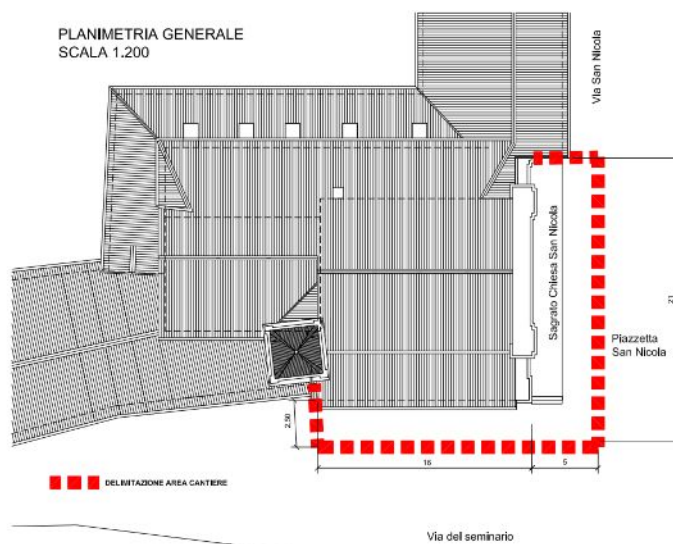 PLANIMETRIA GENERALE
SCALA 1.200
VIa San Nicola
Sagrato Chiesa San Nicola
21
Piazzetta
San Nicola
2,50
16
5
DELIMITAZIONE AREA CANTIERE
Via del seminario